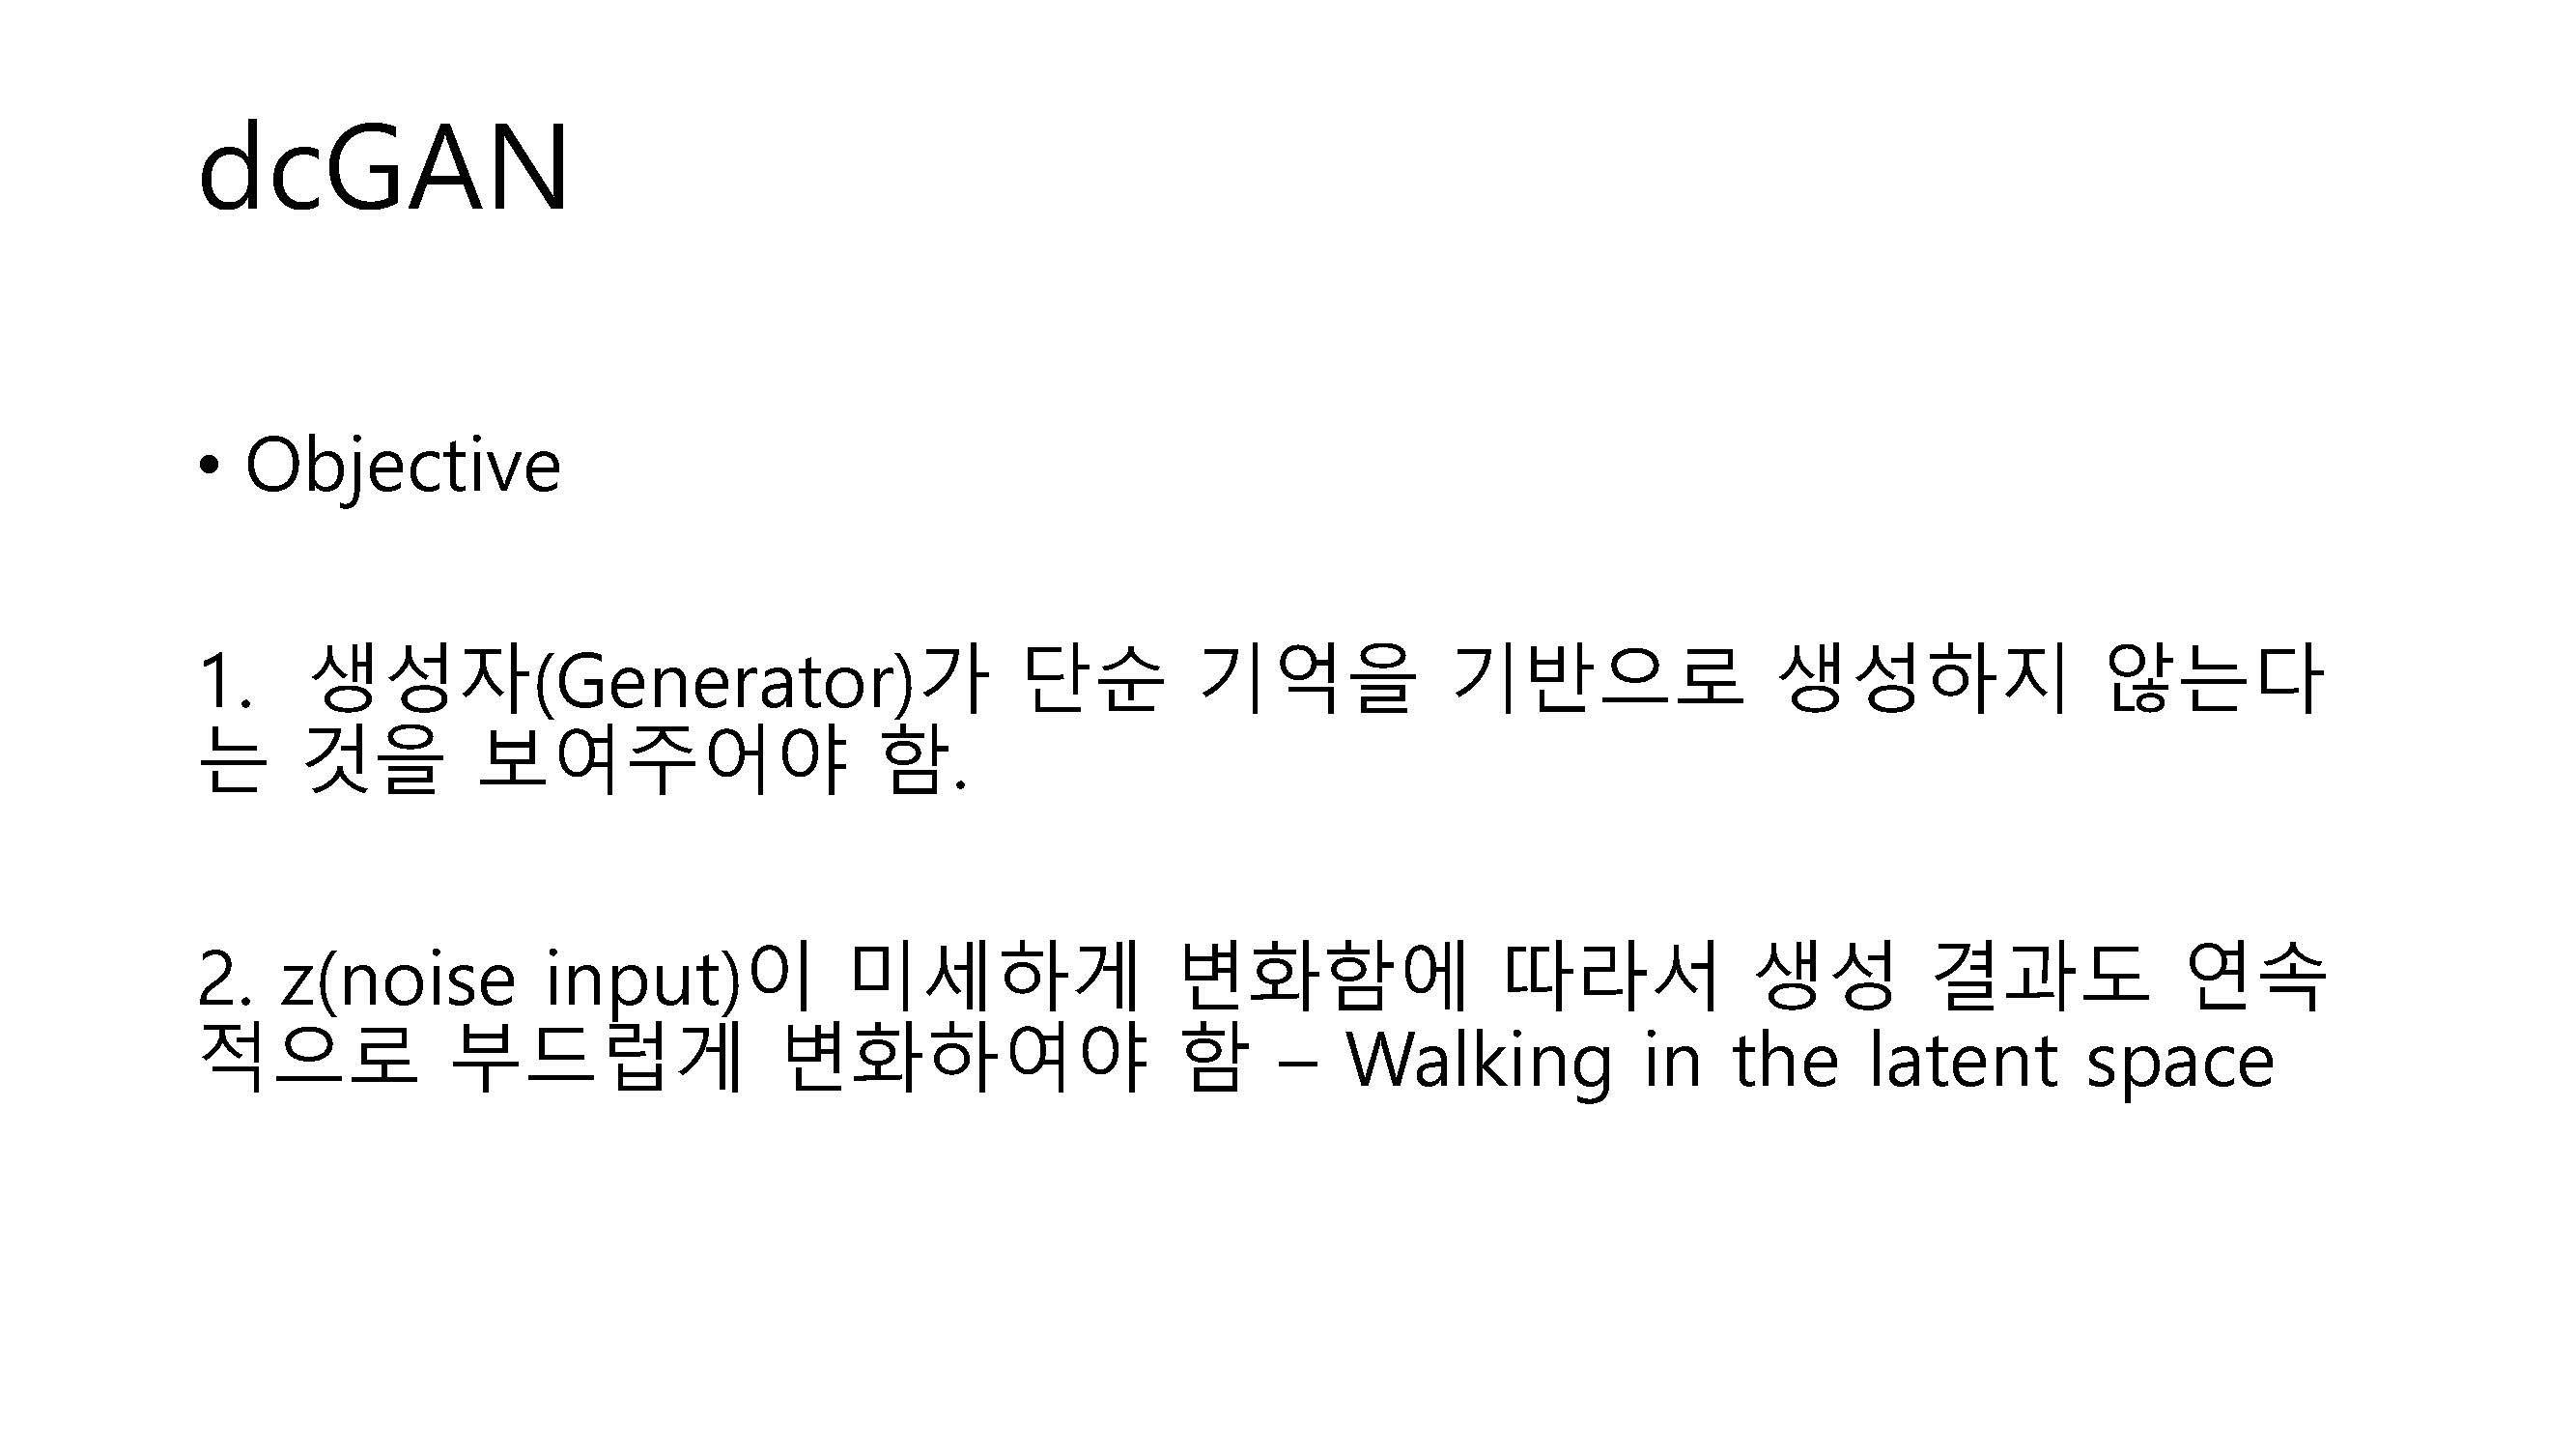 dcGAN
• Objective
1. 생성자(Generator)가 단순 기억을 기반으로 생성하지 않는다
는 것을 보여주어야 함.
2. z(noise input)이 미세하게 변화함에 따라서 생성 결과도 연속
적으로 부드럽게 변화하여야 함 – Walking in the latent space